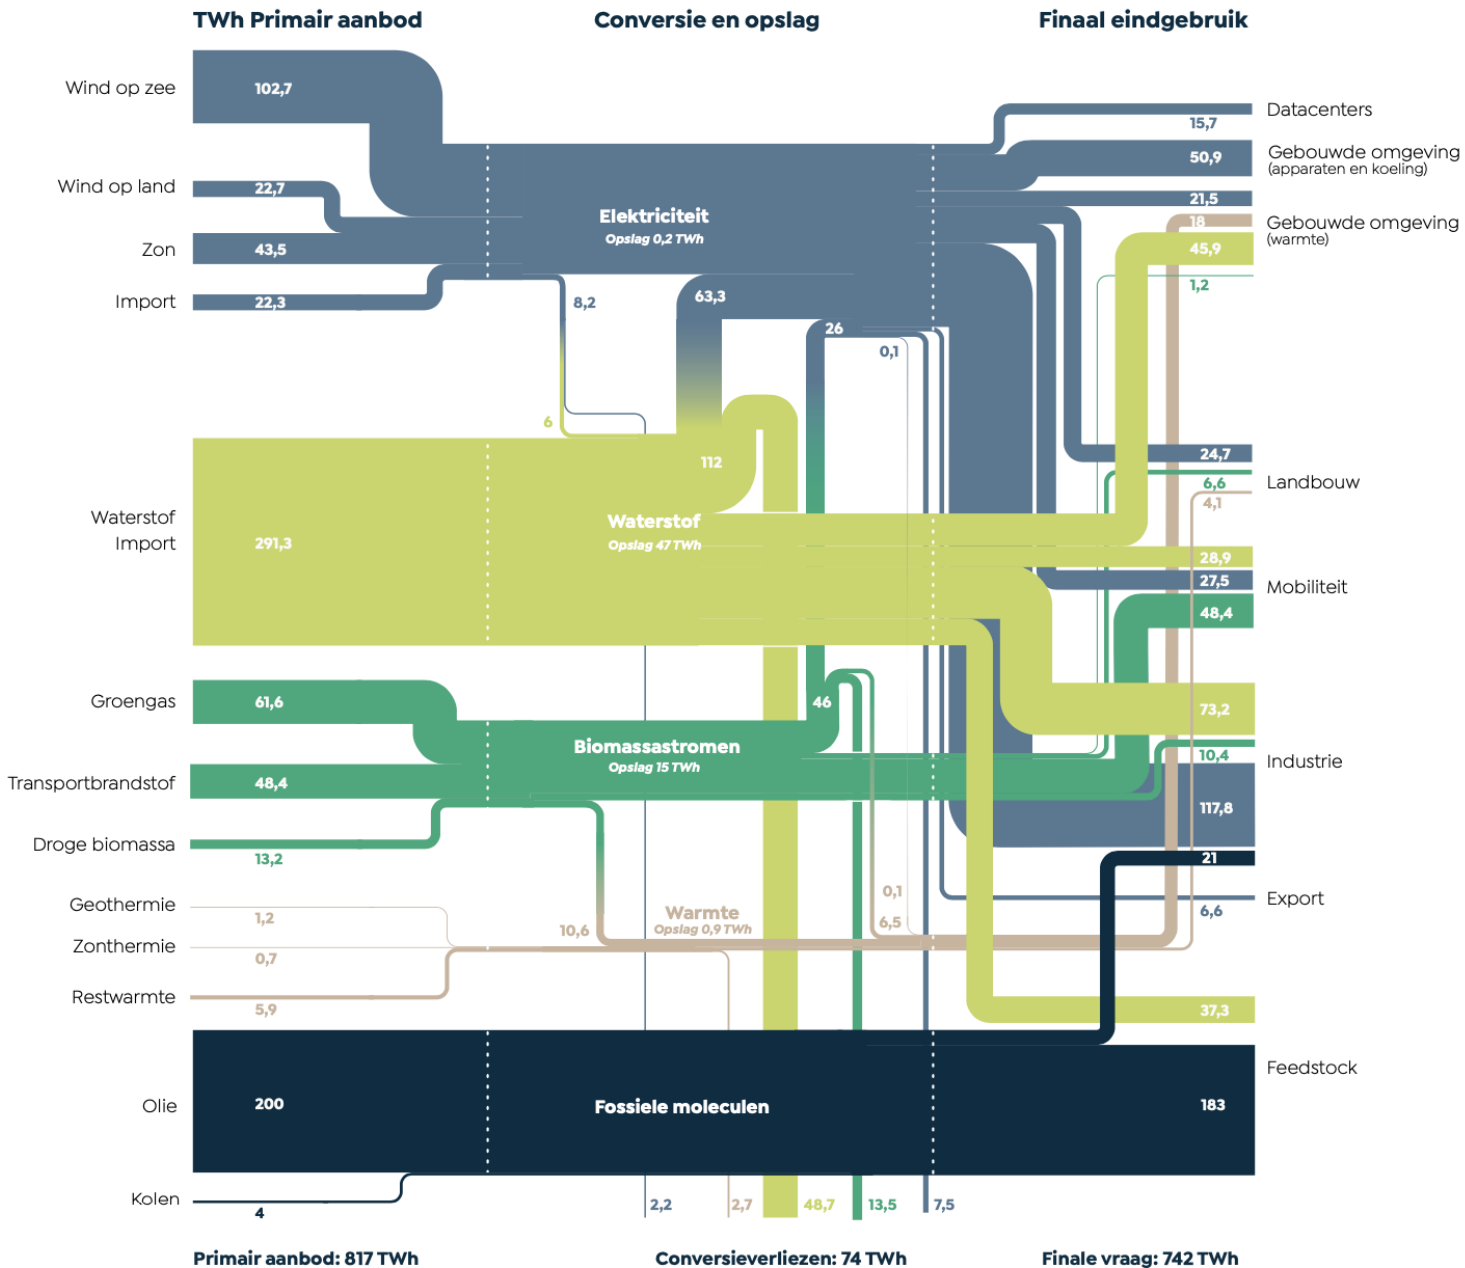 TWh Primair aanbod
Conversie en opslag
Finaal eindgebruik
Wind op zee
102,7
Wind op land
22,7
Zon
43,5
Import
22,3
Waterstof
Import
291,3
Groengas
61,6
Transportbrandstof
48,4
Droge biomassa
13,2
Geothermie
1,2
Zonthermie
0,7
Restwarmte
5,9
Olie
200
Kolen
4
Elektriciteit
Opslag 0,2 TWh
8,2
63,3
26
0,1
6
112
Waterstof
Opslag 47 TWh
46
Biomassastromen
Opslag 15 TWh
10,6
Warmte
Opslag 0,9 TWh
0,1
6,5
Fossiele moleculen
2,2
2,7
48,7
13,5
7,5
Datacenters
15,7
50,9
Gebouwde omgeving
(apparaten en koeling)
21,5
18
Gebouwde omgeving
(warmte)
45,9
1,2
24,7
Landbouw
6,6
4,1
28,9
27,5
Mobiliteit
48,4
73,2
10,4
Industrie
117,8
21
Export
6,6
37,3
Feedstock
183
Primair aanbod: 817 TWh
Conversieverliezen: 74 TWh
Finale vraag: 742 TWh